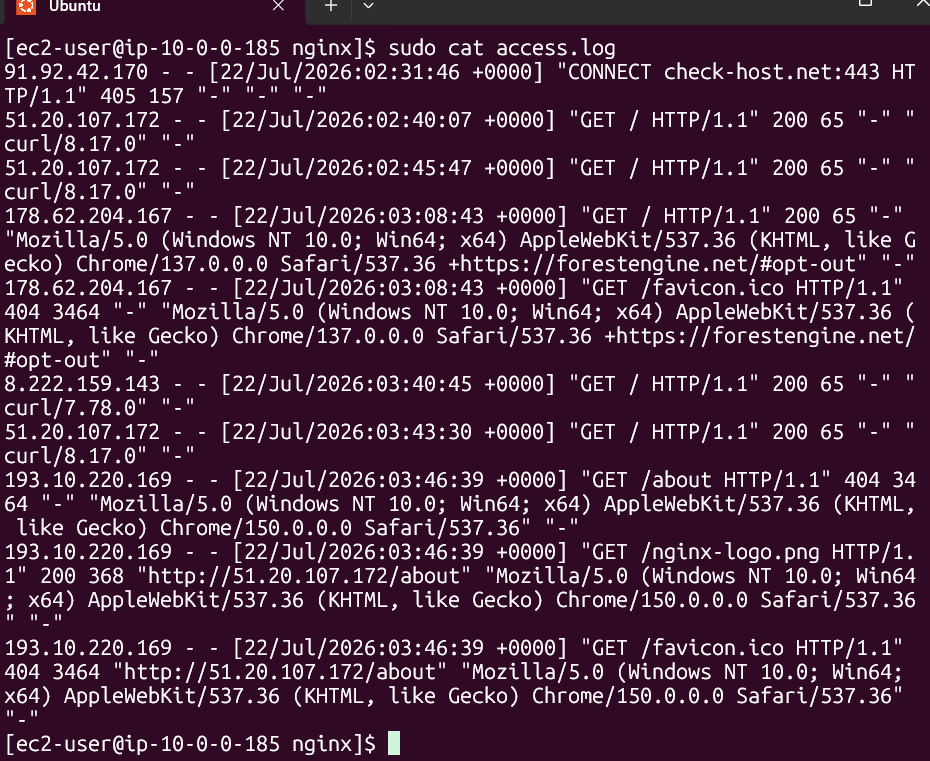 Ubuntu
[ec2-user@ip-10-0-0-185 nginx]$ sudo cat access.log
91.92.42.170 - - [22/Jul/2026:02:31:46 +0000] "CONNECT check-host.net:443 HT
TP/1.1" 405 157 "-" "-" "-"
51.20.107.172 - - [22/Jul/2026:02:40:07 +0000] "GET / HTTP/1.1" 200 65 "-" "
curl/8.17.0" "-"
51.20.107.172 - - [22/Jul/2026:02:45:47 +0000] "GET / HTTP/1.1" 200 65 "-" "
curl/8.17.0" "-"
178.62.204.167 - - [22/Jul/2026:03:08:43 +0000] "GET / HTTP/1.1" 200 65 "-"
"Mozilla/5.0 (Windows NT 10.0; Win64; x64) AppleWebKit/537.36 (KHTML, like G
ecko) Chrome/137.0.0.0 Safari/537.36 +https://forestengine.net/#opt-out" "-"
178.62.204.167 - - [22/Jul/2026:03:08:43 +0000] "GET /favicon.ico HTTP/1.1"
404 3464 "-" "Mozilla/5.0 (Windows NT 10.0; Win64; x64) AppleWebKit/537.36 (
KHTML, like Gecko) Chrome/137.0.0.0 Safari/537.36 +https://forestengine.net/
#opt-out" "-"
8.222.159.143 - - [22/Jul/2026:03:40:45 +0000] "GET / HTTP/1.1" 200 65 "-" "
curl/7.78.0" "-"
51.20.107.172 - - [22/Jul/2026:03:43:30 +0000] "GET / HTTP/1.1" 200 65 "-" "
curl/8.17.0" "-"
193.10.220.169 - - [22/Jul/2026:03:46:39 +0000] "GET /about HTTP/1.1" 404 34
64 "-" "Mozilla/5.0 (Windows NT 10.0; Win64; x64) AppleWebKit/537.36 (KHTML,
 like Gecko) Chrome/150.0.0.0 Safari/537.36" "-"
193.10.220.169 - - [22/Jul/2026:03:46:39 +0000] "GET /nginx-logo.png HTTP/1.
1" 200 368 "http://51.20.107.172/about" "Mozilla/5.0 (Windows NT 10.0; Win64
; x64) AppleWebKit/537.36 (KHTML, like Gecko) Chrome/150.0.0.0 Safari/537.36
" "-"
193.10.220.169 - - [22/Jul/2026:03:46:39 +0000] "GET /favicon.ico HTTP/1.1"
404 3464 "http://51.20.107.172/about" "Mozilla/5.0 (Windows NT 10.0; Win64;
x64) AppleWebKit/537.36 (KHTML, like Gecko) Chrome/150.0.0.0 Safari/537.36"
"-"
[ec2-user@ip-10-0-0-185 nginx]$